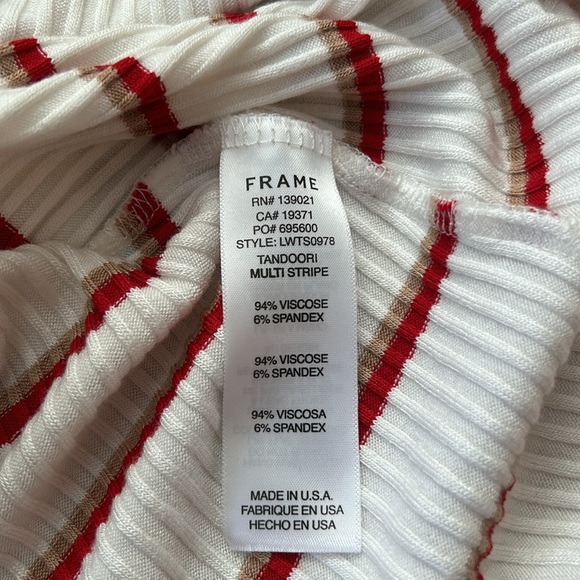 FRAME
RN# 139021
CA# 19371
PO# 695600
STYLE: LWTS0978
TANDOORI
MULTI STRIPE
94% VISCOSE
6% SPANDEX
94% VISCOSE
6% SPANDEX
94% VISCOSA
6% SPANDEX
MADE IN U.S.A.
FABRIQUE EN USA
HECHO EN USA